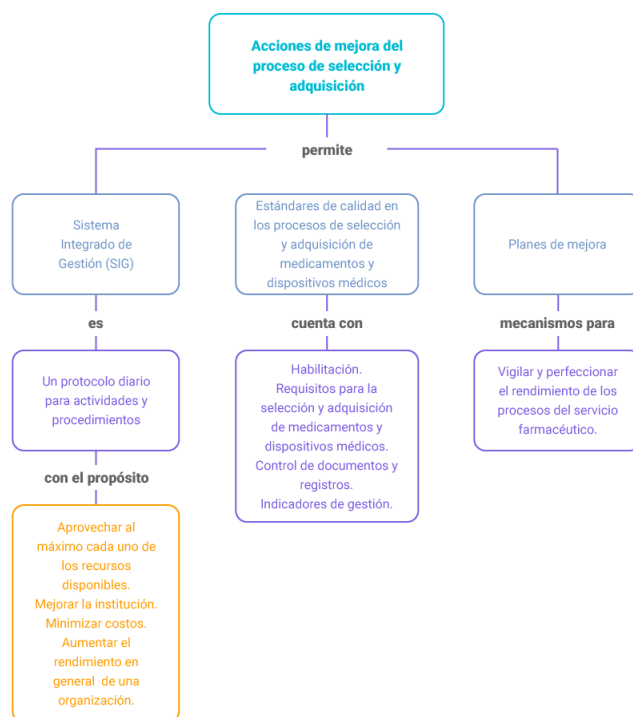 Acciones de mejora del
proceso de selección y
adquisición
permite
Sistema
Integrado de
Gestión (SIG)
Estándares de calidad en
los procesos de selección
y adquisición de
medicamentos y
dispositivos médicos
Planes de mejora
es
cuenta con
mecanismos para
Un protocolo diario
para actividades y
procedimientos
Habilitación.
Requisitos para la
selección y adquisición
de medicamentos y
dispositivos médicos.
Control de documentos y
registros.
Indicadores de gestión.
Vigilar y perfeccionar
el rendimiento de los
procesos del servicio
farmacéutico.
con el propósito
Aprovechar al
máximo cada uno de
los recursos
disponibles.
Mejorar la institución.
Minimizar costos.
Aumentar el
rendimiento en
general de una
organización.